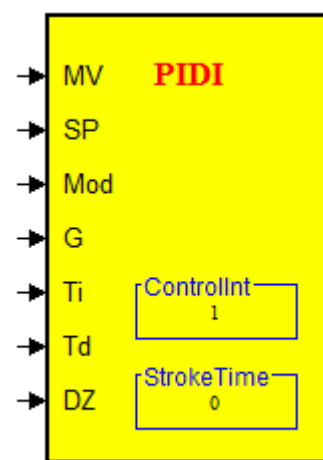 MV PIDI
SP
Mod
G
ControlInt
Ti
1
Td
StrokeTime
DZ
0